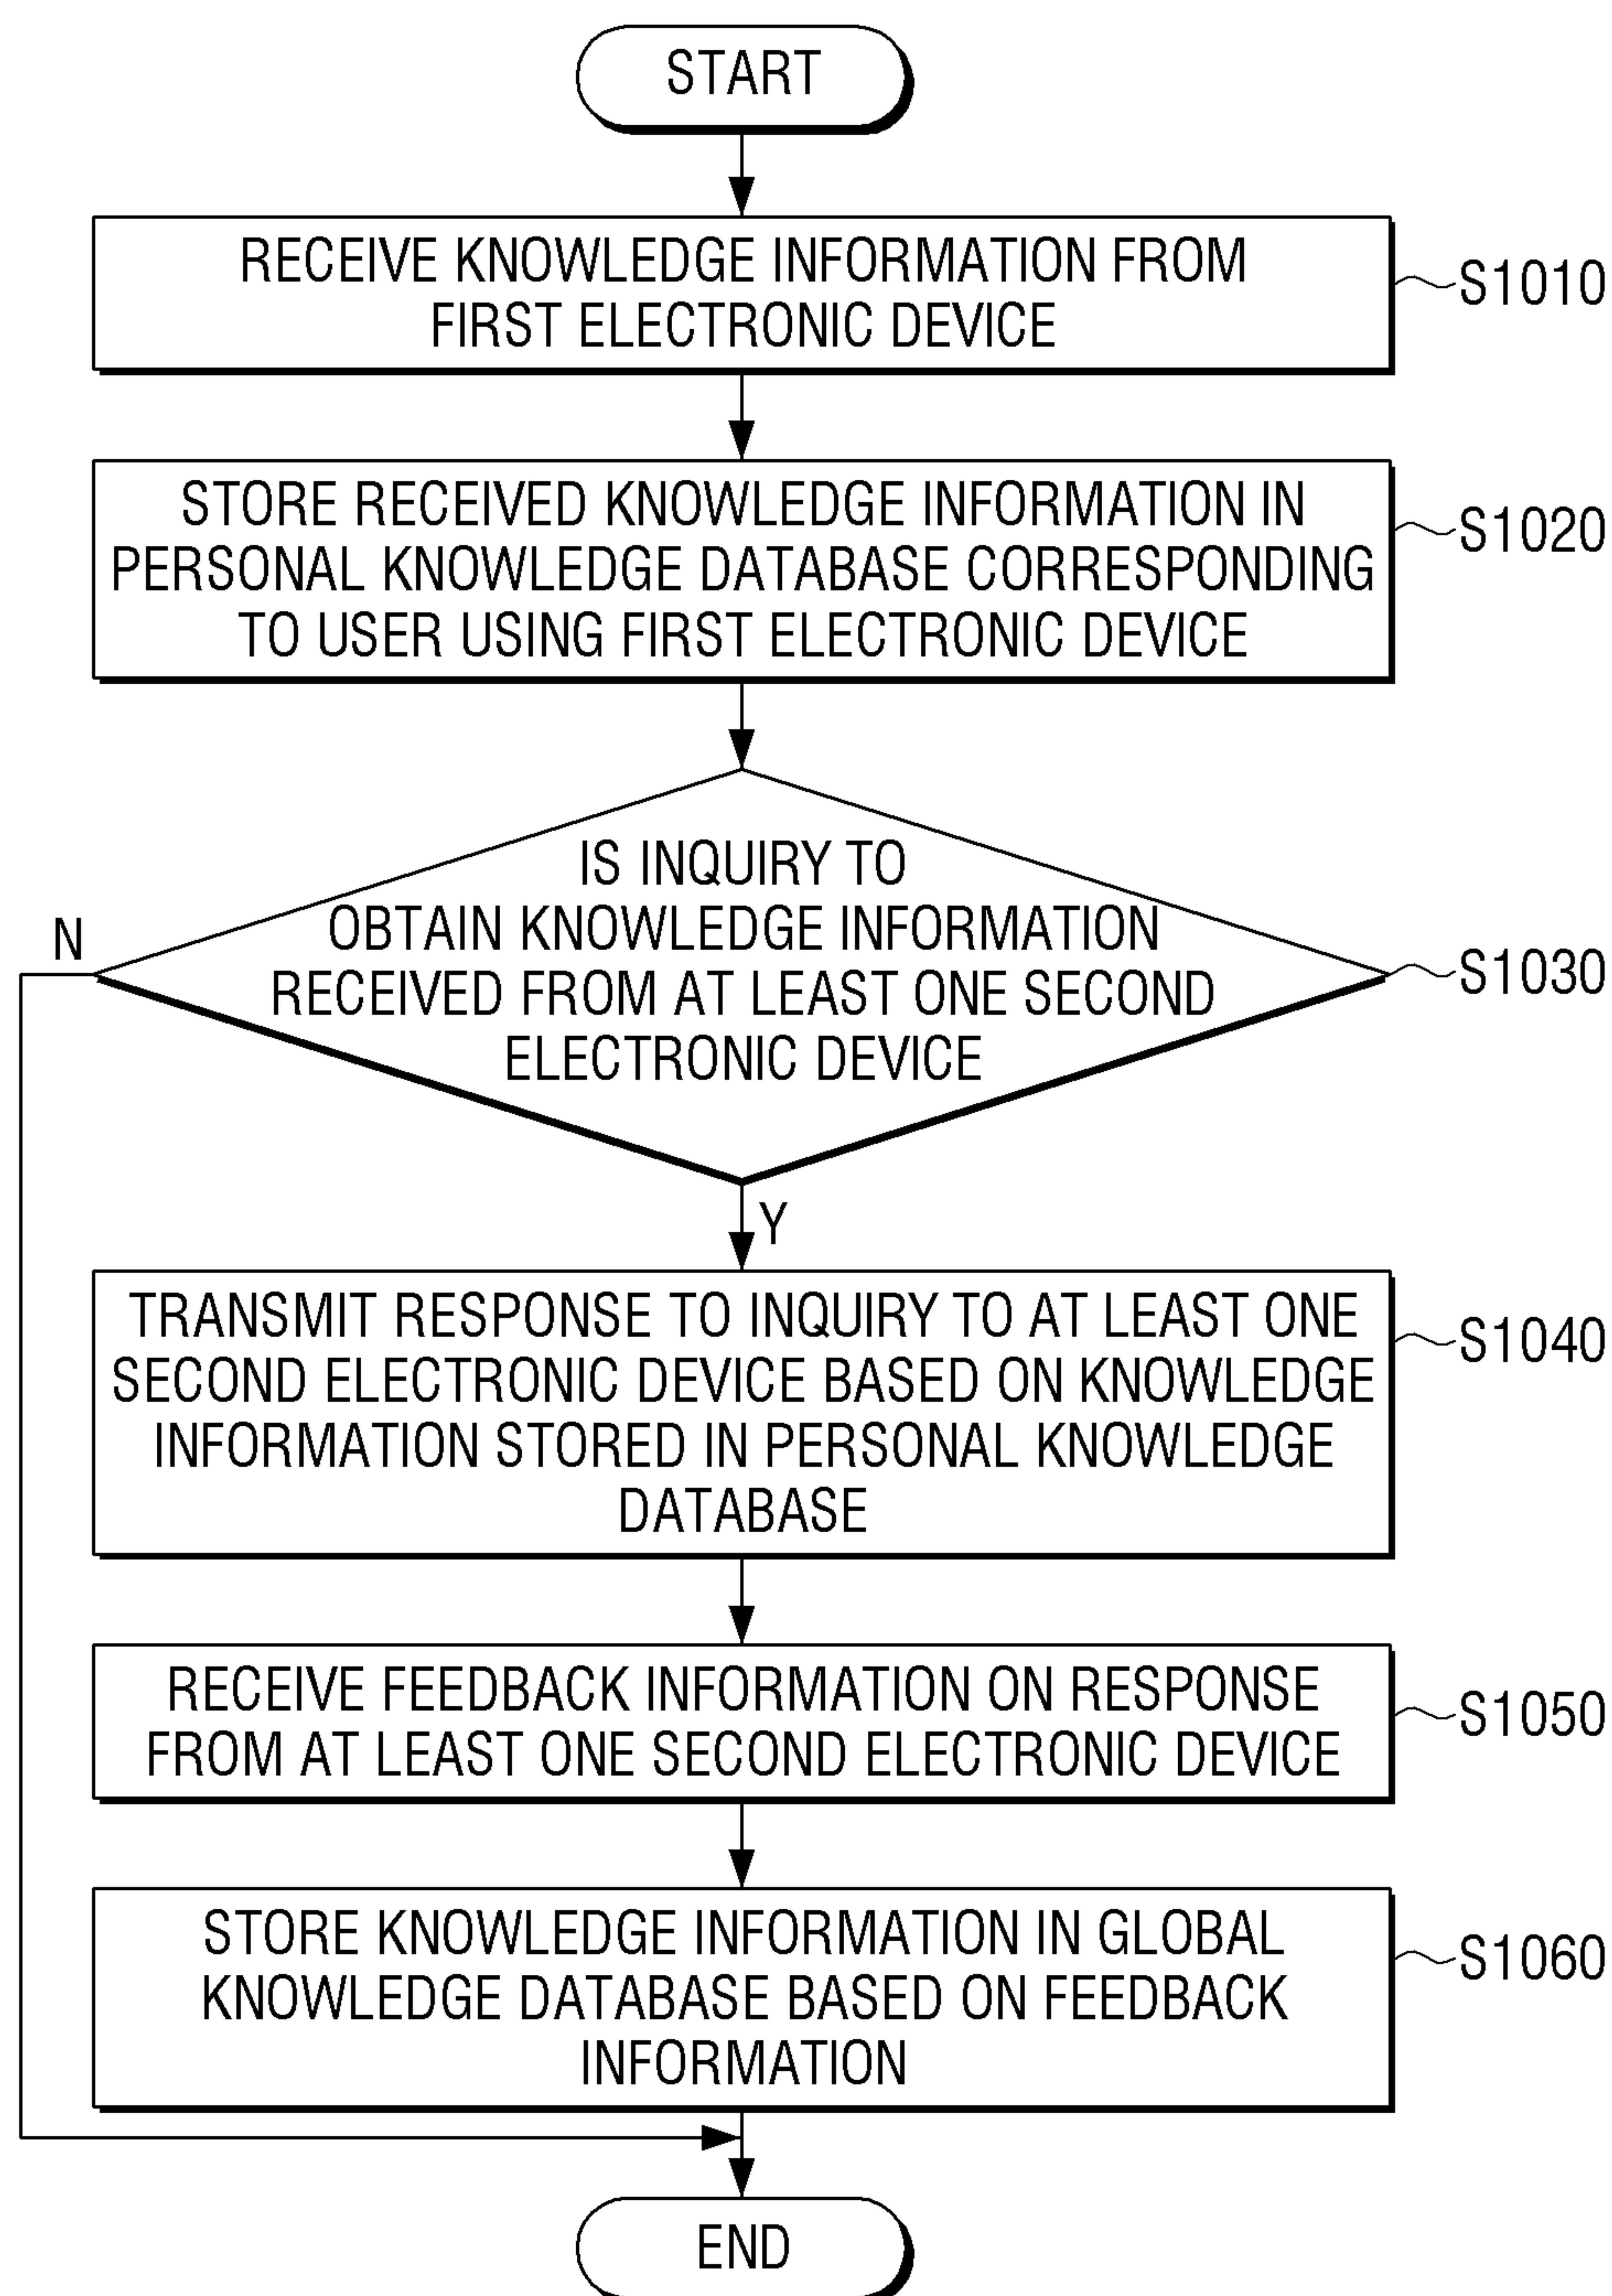 START
RECEIVE KNOWLEDGE INFORMATION FROM
FIRST ELECTRONIC DEVICE
S1010
STORE RECEIVED KNOWLEDGE INFORMATION IN
PERSONAL KNOWLEDGE DATABASE CORRESPONDING
TO USER USING FIRST ELECTRONIC DEVICE
S1020
IS INQUIRY TO
OBTAIN KNOWLEDGE INFORMATION
RECEIVED FROM AT LEAST ONE SECOND
ELECTRONIC DEVICE
N
S1030
Y
TRANSMIT RESPONSE TO INQUIRY TO AT LEAST ONE
SECOND ELECTRONIC DEVICE BASED ON KNOWLEDGE
INFORMATION STORED IN PERSONAL KNOWLEDGE
DATABASE
S1040
RECEIVE FEEDBACK INFORMATION ON RESPONSE
FROM AT LEAST ONE SECOND ELECTRONIC DEVICE
S1050
STORE KNOWLEDGE INFORMATION IN GLOBAL
KNOWLEDGE DATABASE BASED ON FEEDBACK
INFORMATION
S1060
END